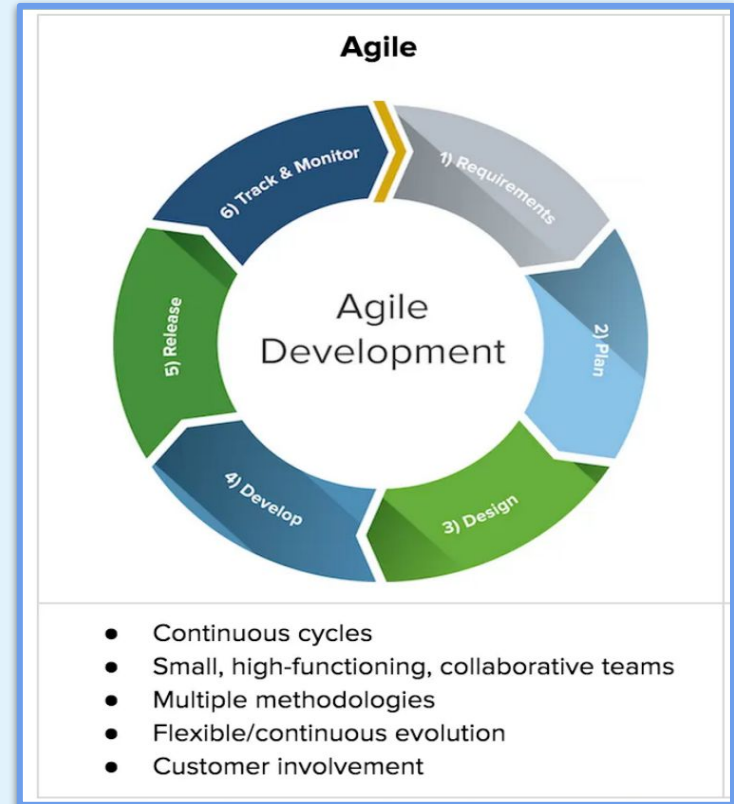 Agile
1) Requirements
2) Plan
3) Design
4) Develop
5) Release
6) Track & Monitor
Agile
Development
● Continuous cycles
● Small, high-functioning, collaborative teams
● Multiple methodologies
● Flexible/continuous evolution
● Customer involvement